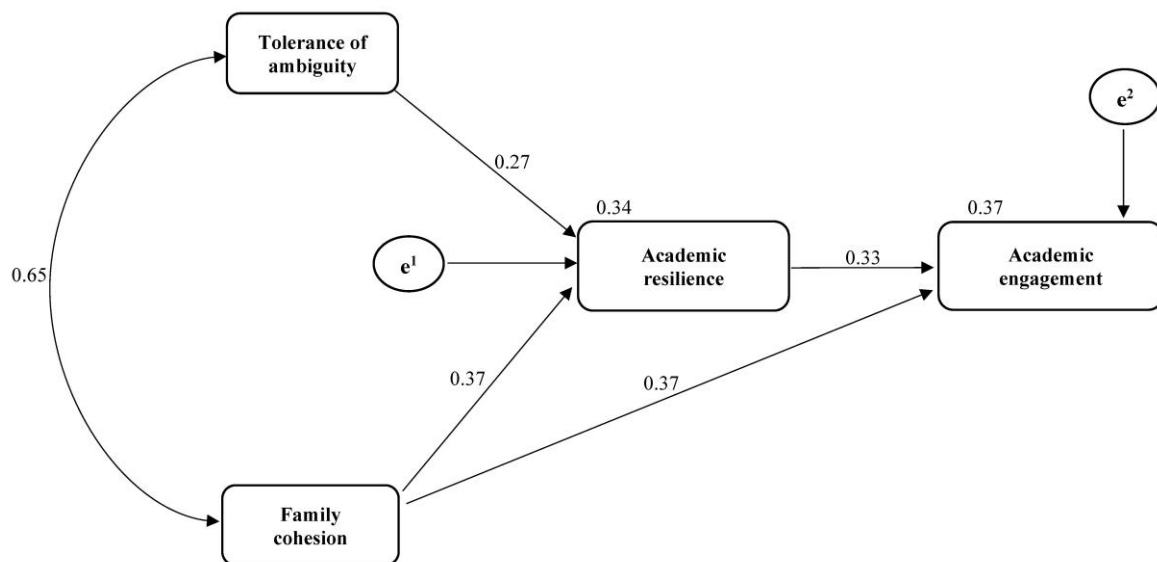 Tolerance of
ambiguity
e²
0.27
0.34
0.37
Academic
resilience
0.33
Academic
engagement
e¹
0.65
0.37
0.37
Family
cohesion